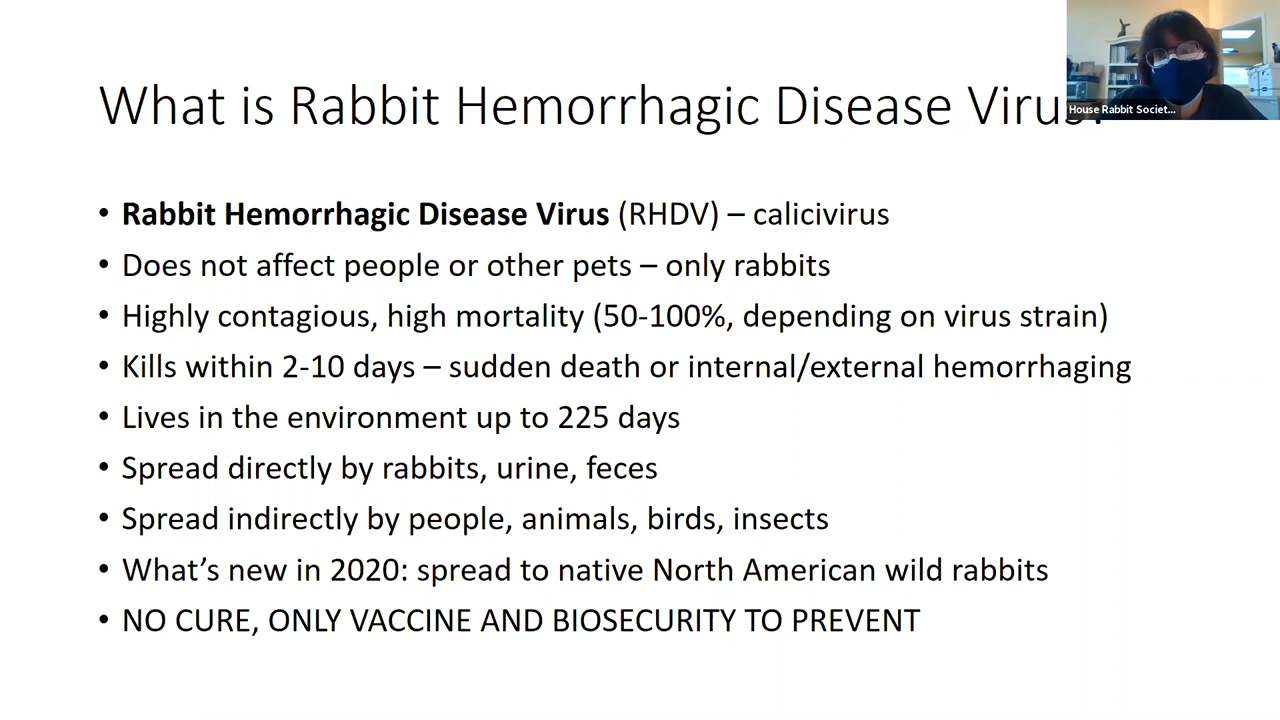 What is Rabbit Hemorrhagic Disease Virus?
House Rabbit Societ...
• Rabbit Hemorrhagic Disease Virus (RHDV) – calicivirus
• Does not affect people or other pets – only rabbits
• Highly contagious, high mortality (50-100%, depending on virus strain)
• Kills within 2-10 days – sudden death or internal/external hemorrhaging
• Lives in the environment up to 225 days
• Spread directly by rabbits, urine, feces
• Spread indirectly by people, animals, birds, insects
• What’s new in 2020: spread to native North American wild rabbits
• NO CURE, ONLY VACCINE AND BIOSECURITY TO PREVENT